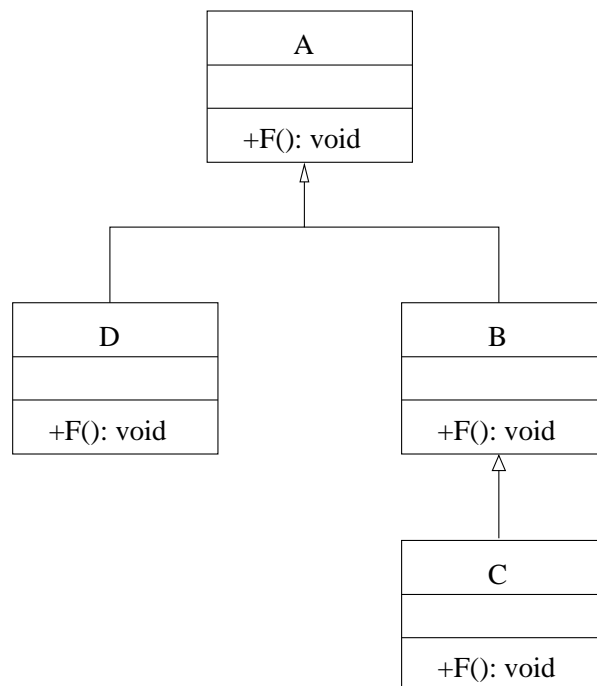 A
+F(): void
D
+F(): void
B
+F(): void
C
+F(): void